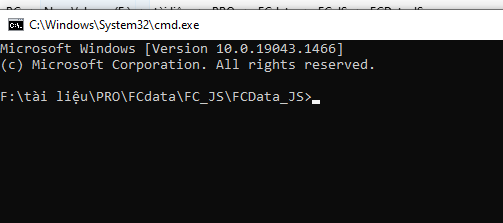 C:\Windows\System32\cmd.exe
Microsoft Windows [Version 10.0.19043.1466]
(c) Microsoft Corporation. All rights reserved.
F:\tài liệu\PRO\FCdata\FC_JS\FCData_JS>